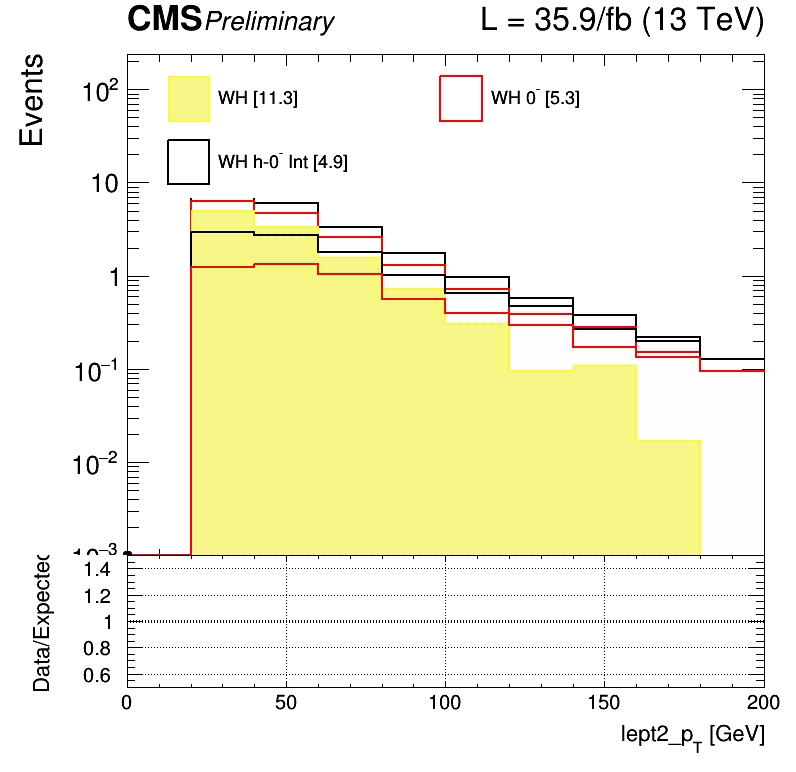 CMS Preliminary L = 35.9/fb (13 TeV)
Events
WH [11.3]
WH 0⁻ [5.3]
WH h-0⁻ Int [4.9]
10²
10
1
10⁻¹
10⁻²
10⁻³
Data/Expected
1.4
1.2
1
0.8
0.6
0 50 100 150 200
lept2_p_T [GeV]